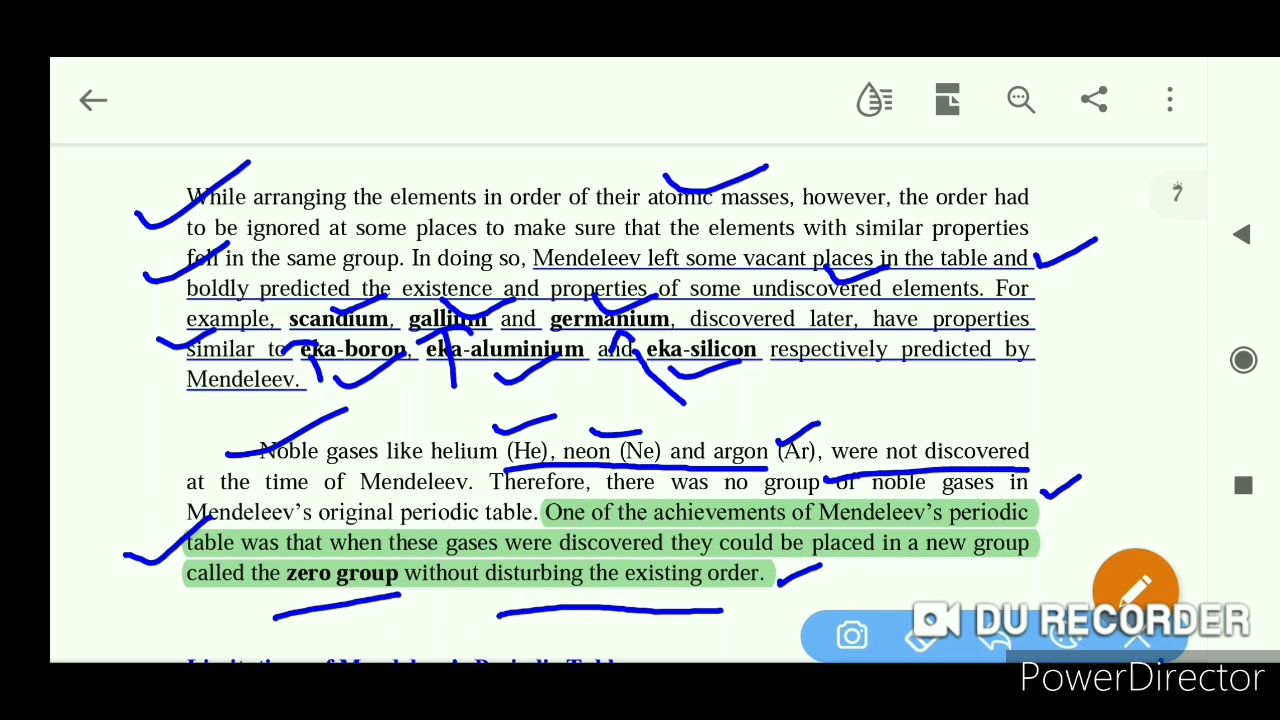 7
While arranging the elements in order of their atomic masses, however, the order had
to be ignored at some places to make sure that the elements with similar properties
fell in the same group. In doing so, Mendeleev left some vacant places in the table and
boldly predicted the existence and properties of some undiscovered elements. For
example, scandium, gallium and germanium, discovered later, have properties
similar to eka-boron, eka-aluminium and eka-silicon respectively predicted by
Mendeleev.
Noble gases like helium (He), neon (Ne) and argon (Ar), were not discovered
at the time of Mendeleev. Therefore, there was no group of noble gases in
Mendeleev's original periodic table. One of the achievements of Mendeleev's periodic
table was that when these gases were discovered they could be placed in a new group
called the zero group without disturbing the existing order.
DU RECORDER
PowerDirector